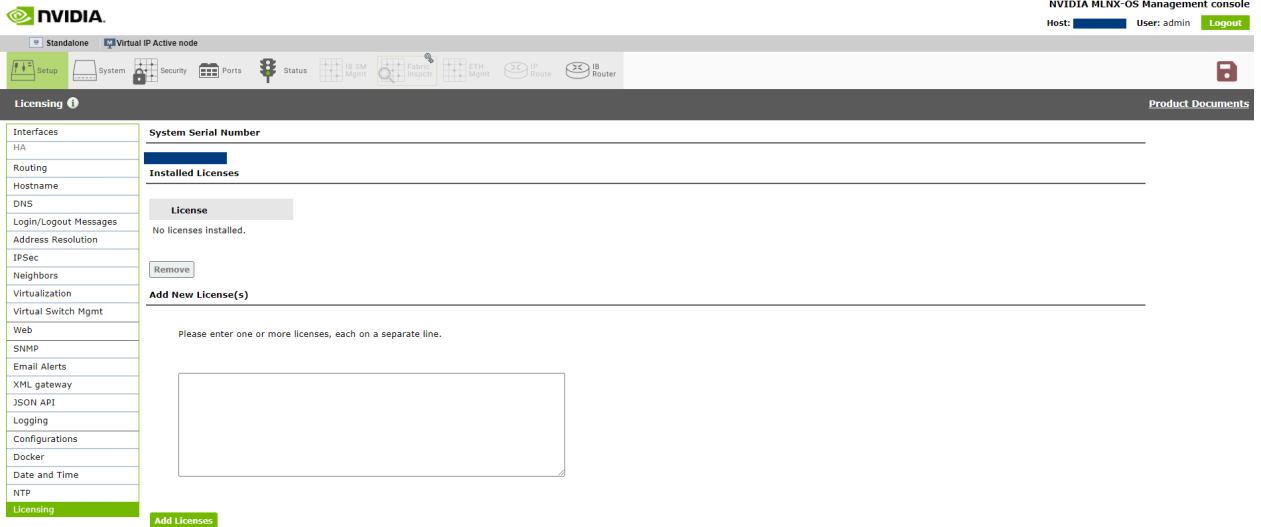 NVIDIA MLNX-OS Management console
NVIDIA.
Host: User: admin Logout
Standalone Virtual IP Active node
Setup System Security Ports Status IB SM Mgmt Fabric Inspctr ETH Mgmt IP Route IB Router
Licensing Product Documents
Interfaces
HA
Routing
Hostname
DNS
Login/Logout Messages
Address Resolution
IPSec
Neighbors
Virtualization
Virtual Switch Mgmt
Web
SNMP
Email Alerts
XML gateway
JSON API
Logging
Configurations
Docker
Date and Time
NTP
Licensing
System Serial Number
Installed Licenses
License
No licenses installed.
Remove
Add New License(s)
Please enter one or more licenses, each on a separate line.
Add Licenses